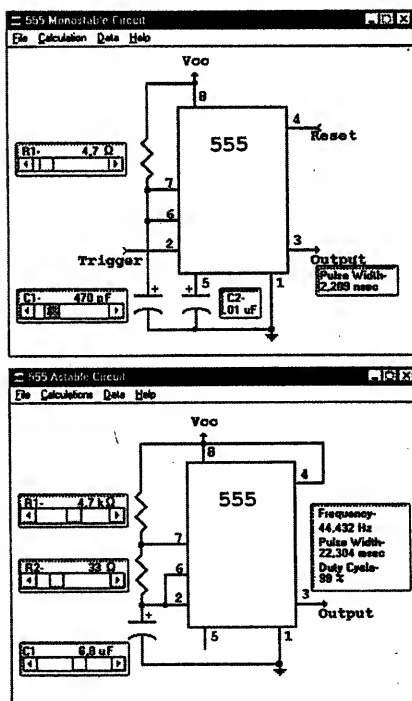 555 Monostable Circuit
File Calculation Data Help
Vcc
8
R1- 4,7 Ω
555
4
Reset
7
6
Trigger
2
3
Output
Pulse Width-
2,289 nsec
C1- 470 pF
5
C2-
.01 uF
1
555 Astable Circuit
File Calculations Data Help
Vcc
8
4
R1- 4,7 kΩ
555
7
Frequency-
44,432 Hz
Pulse Width-
22,304 msec
Duty Cycle-
99 %
R2- 33 Ω
6
2
3
Output
C1 6,8 uF
5
1